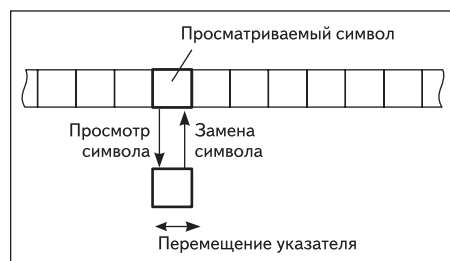 Просматриваемый символ
Просмотр
символа
Замена
символа
Перемещение указателя